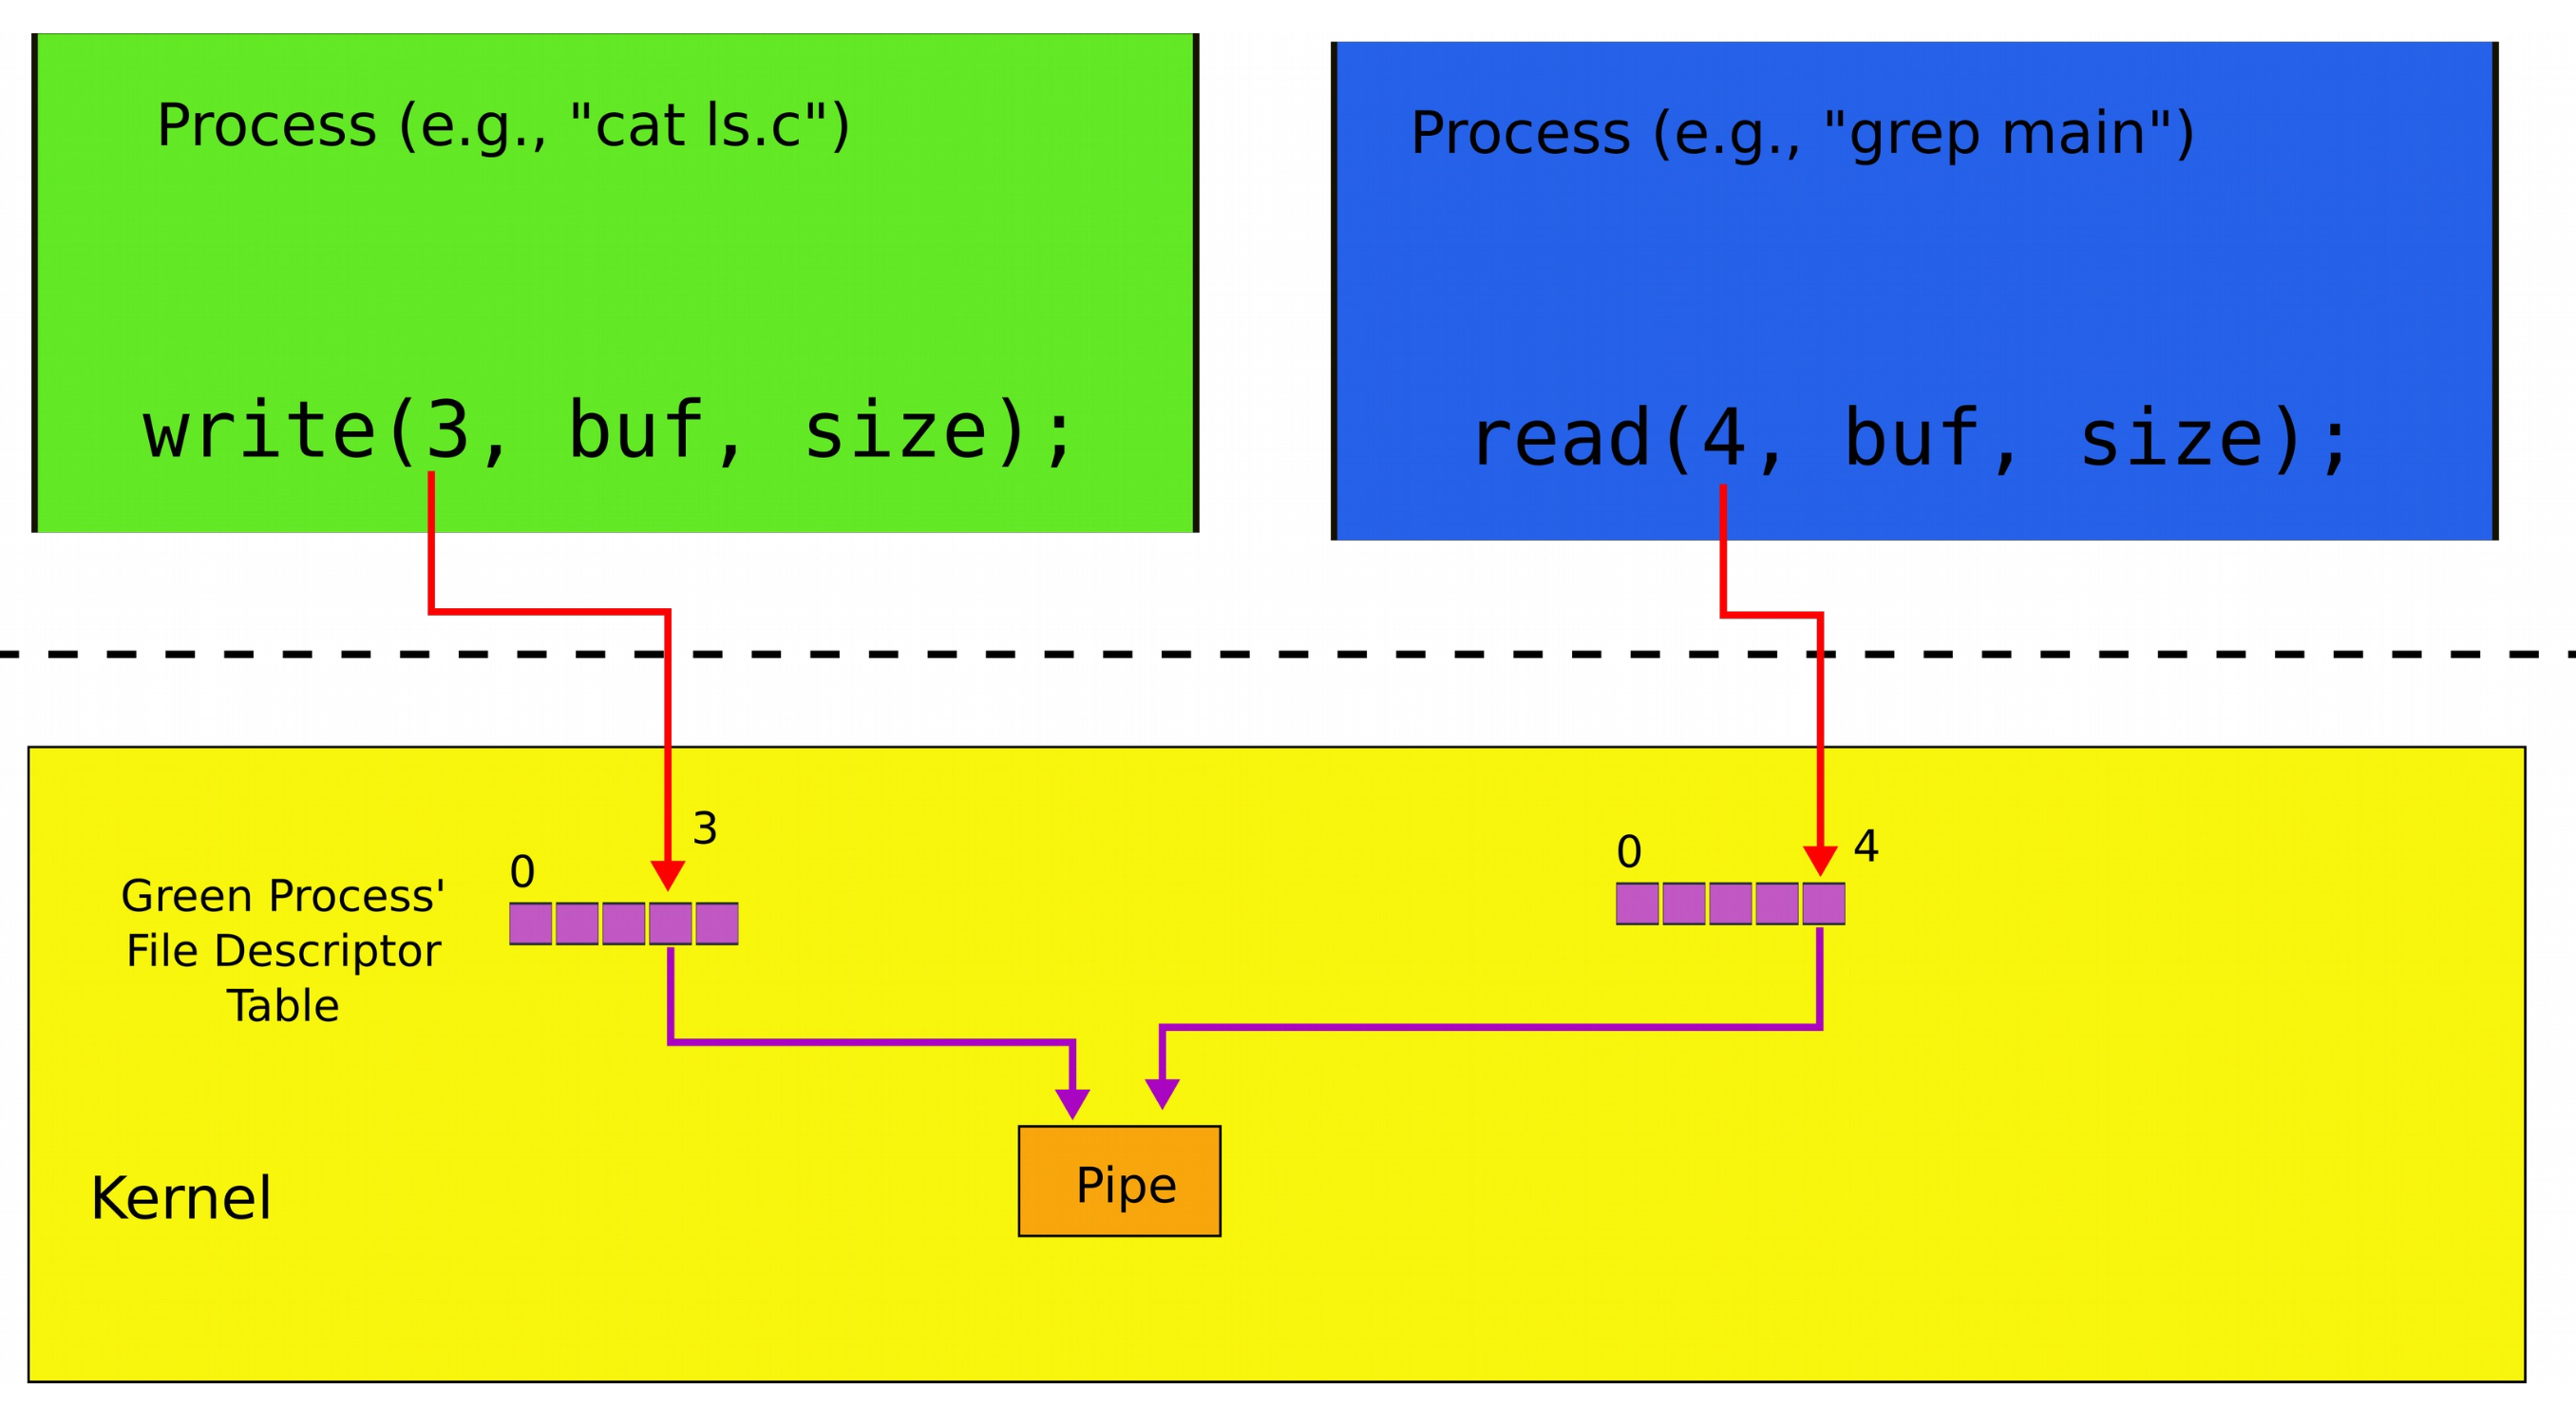 Process (e.g., "cat ls.c")
write(3, buf, size);
Process (e.g., "grep main")
read(4, buf, size);
0
3
Green Process'
File Descriptor
Table
0
4
Pipe
Kernel